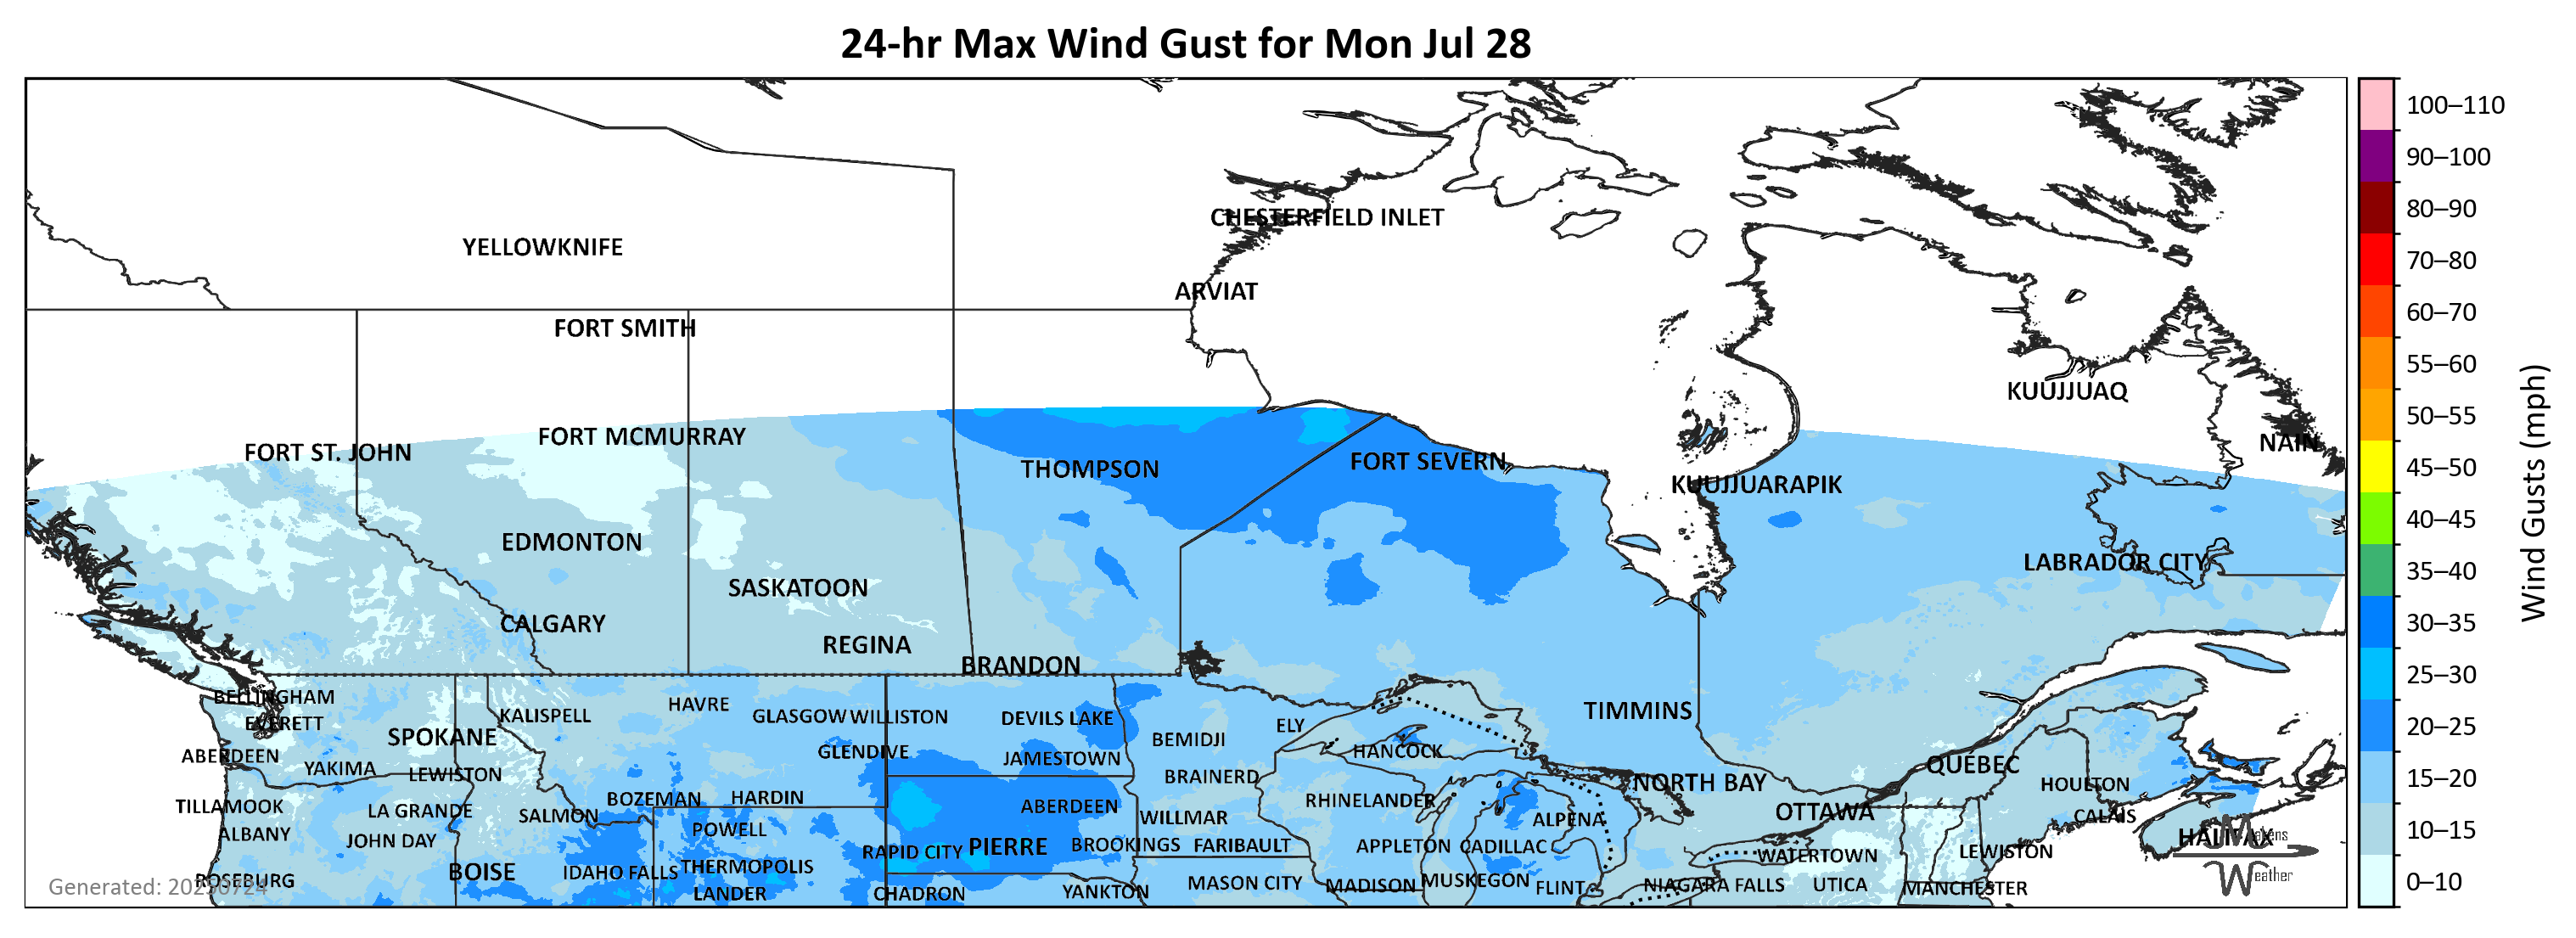 24-hr Max Wind Gust for Mon Jul 28
100–110
90–100
CHESTERFIELD INLET
80–90
YELLOWKNIFE
70–80
ARVIAT
60–70
FORT SMITH
55–60
KUUJJUAQ
50–55
FORT MCMURRAY
NAIN
FORT ST. JOHN
45–50
THOMPSON
FORT SEVERN
KUUJJUARAPIK
40–45
Wind Gusts (mph)
EDMONTON
LABRADOR CITY
35–40
SASKATOON
CALGARY
30–35
REGINA
BRANDON
25–30
BELLINGHAM
HAVRE
KALISPELL
GLASGOW
WILLISTON
DEVILS LAKE
TIMMINS
EVERETT
ELY
20–25
SPOKANE
BEMIDJI
ABERDEEN
GLENDIVE
JAMESTOWN
HANCOCK
QUÉBEC
YAKIMA
LEWISTON
BRAINERD
NORTH BAY
HOULTON
15–20
BOZEMAN
HARDIN
RHINELANDER
TILLAMOOK
LA GRANDE
SALMON
ABERDEEN
WILLMAR
ALPENA
OTTAWA
CALAIS
ALBANY
JOHN DAY
POWELL
HALIFAX
Makens
10–15
RAPID CITY
PIERRE
BROOKINGS
FARIBAULT
APPLETON
CADILLAC
WATERTOWN
LEWISTON
BOISE
IDAHO FALLS
THERMOPOLIS
Weather
ROSEBURG
Generated: 20250724
LANDER
CHADRON
YANKTON
MASON CITY
MADISON
MUSKEGON
FLINT
NIAGARA FALLS
UTICA
MANCHESTER
0–10